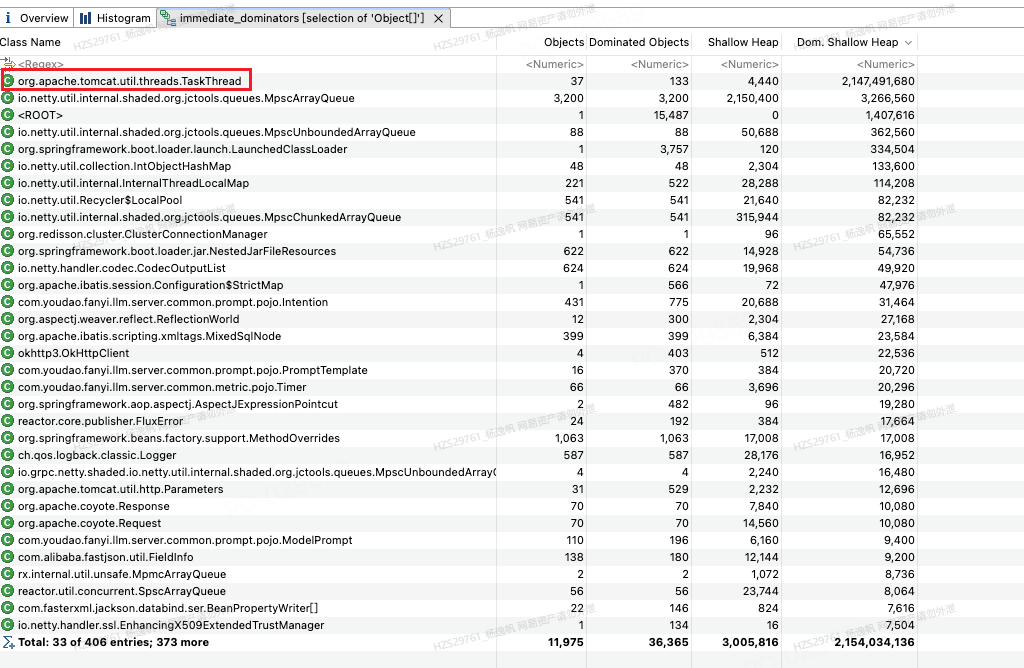 Overview Histogram immediate_dominators [selection of 'Object[]']
Class Name Objects Dominated Objects Shallow Heap Dom. Shallow Heap
<Regex> <Numeric> <Numeric> <Numeric> <Numeric>
org.apache.tomcat.util.threads.TaskThread 37 133 4,440 2,147,491,680
io.netty.util.internal.shaded.org.jctools.queues.MpscArrayQueue 3,200 3,200 2,150,400 3,266,560
<ROOT> 1 15,487 0 1,407,616
io.netty.util.internal.shaded.org.jctools.queues.MpscUnboundedArrayQueue 88 88 50,688 362,560
org.springframework.boot.loader.launch.LaunchedClassLoader 1 3,757 120 334,504
io.netty.util.collection.IntObjectHashMap 48 48 2,304 133,600
io.netty.util.internal.InternalThreadLocalMap 221 522 28,288 114,208
io.netty.util.Recycler$LocalPool 541 541 21,640 82,232
io.netty.util.internal.shaded.org.jctools.queues.MpscChunkedArrayQueue 541 541 315,944 82,232
org.redisson.cluster.ClusterConnectionManager 1 1 96 65,552
org.springframework.boot.loader.jar.NestedJarFileResources 622 622 14,928 54,736
io.netty.handler.codec.CodecOutputList 624 624 19,968 49,920
org.apache.ibatis.session.Configuration$StrictMap 1 566 72 47,976
com.youdao.fanyi.llm.server.common.prompt.pojo.Intention 431 775 20,688 31,464
org.aspectj.weaver.reflect.ReflectionWorld 12 300 2,304 27,168
org.apache.ibatis.scripting.xmltags.MixedSqlNode 399 399 6,384 23,584
okhttp3.OkHttpClient 4 403 512 22,536
com.youdao.fanyi.llm.server.common.prompt.pojo.PromptTemplate 16 370 384 20,720
com.youdao.fanyi.llm.server.common.metric.pojo.Timer 66 66 3,696 20,296
org.springframework.aop.aspectj.AspectJExpressionPointcut 2 482 96 19,280
reactor.core.publisher.FluxError 24 192 384 17,664
org.springframework.beans.factory.support.MethodOverrides 1,063 1,063 17,008 17,008
ch.qos.logback.classic.Logger 587 587 28,176 16,952
io.grpc.netty.shaded.io.netty.util.internal.shaded.org.jctools.queues.MpscUnboundedArrayQ 4 4 2,240 16,480
org.apache.tomcat.util.http.Parameters 31 529 2,232 12,696
org.apache.coyote.Response 70 70 7,840 10,080
org.apache.coyote.Request 70 70 14,560 10,080
com.youdao.fanyi.llm.server.common.prompt.pojo.ModelPrompt 110 196 6,160 9,400
com.alibaba.fastjson.util.FieldInfo 138 180 12,144 9,200
rx.internal.util.unsafe.MpmcArrayQueue 2 2 1,072 8,736
reactor.util.concurrent.SpscArrayQueue 56 56 23,744 8,064
com.fasterxml.jackson.databind.ser.BeanPropertyWriter[] 22 146 824 7,616
io.netty.handler.ssl.EnhancingX509ExtendedTrustManager 1 134 16 7,504
Total: 33 of 406 entries; 373 more 11,975 36,365 3,005,816 2,154,034,136